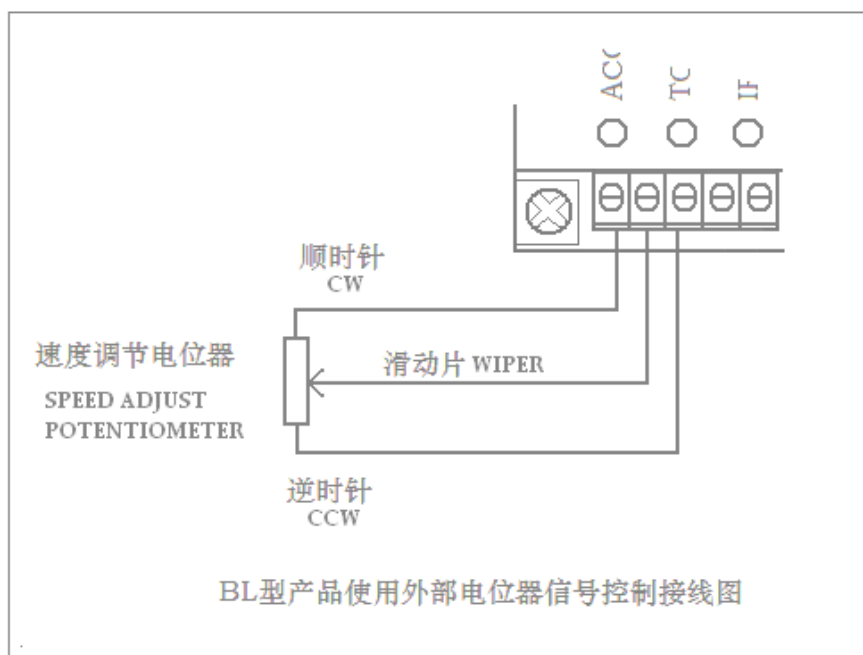 ACC
TC
IF
顺时针
CW
速度调节电位器
滑动片 WIPER
SPEED ADJUST
POTENTIOMETER
逆时针
CCW
BL型产品使用外部电位器信号控制接线图